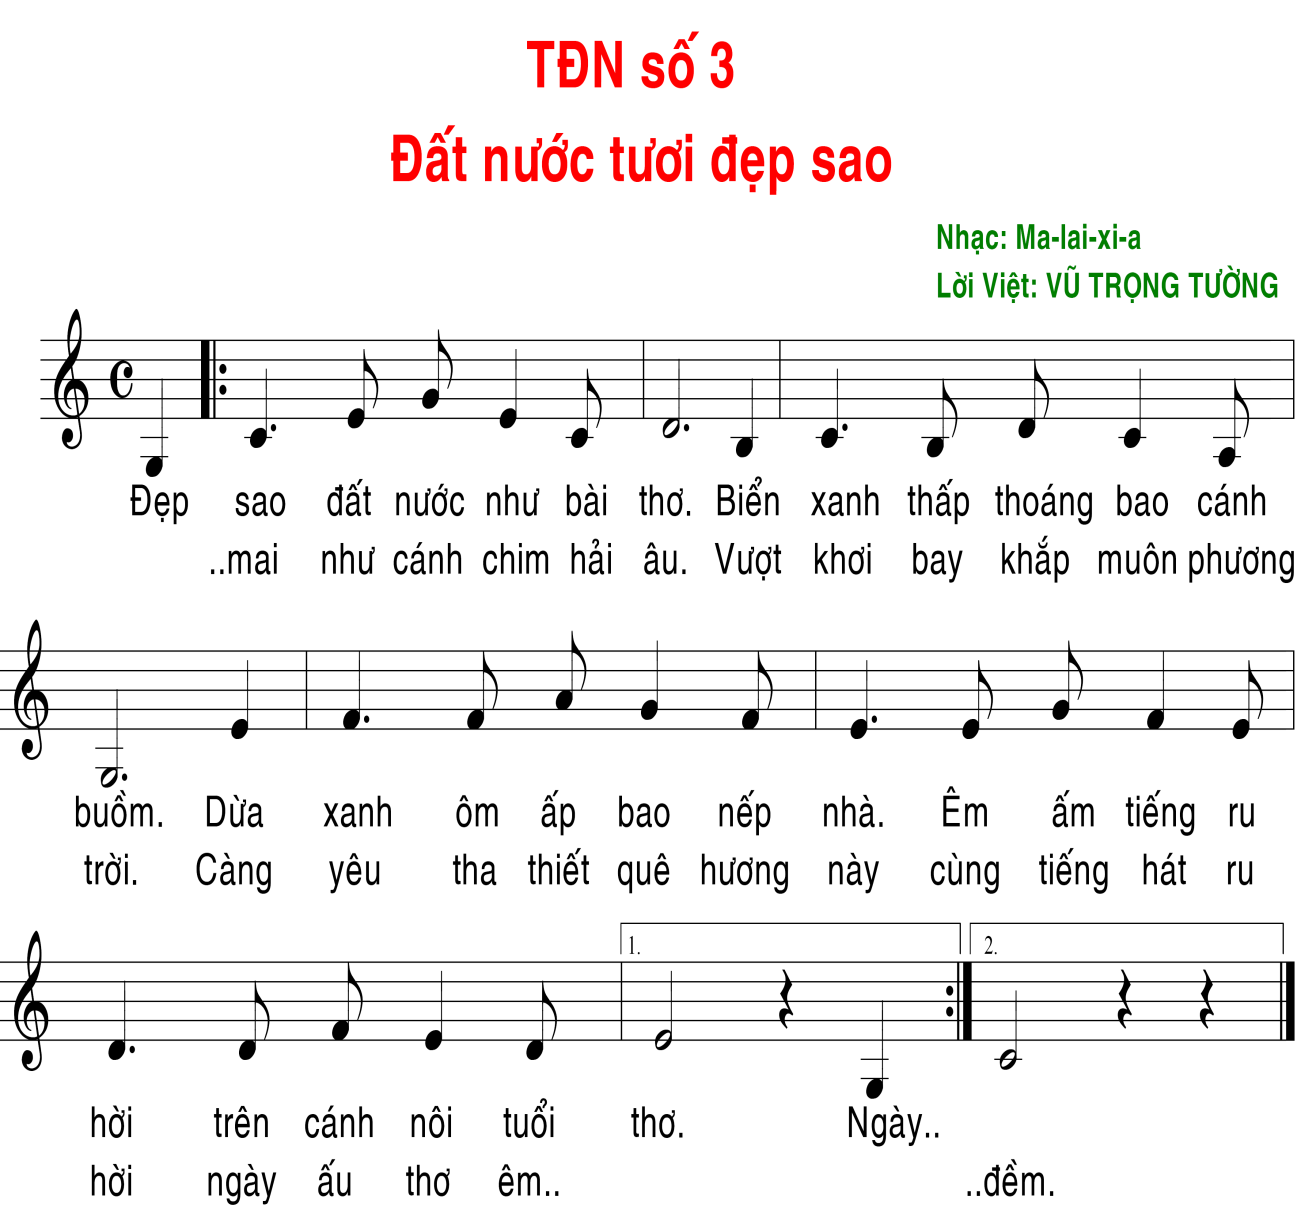 TĐN số 3
Đất nước tươi đẹp sao
Nhạc: Ma-lai-xi-a
Lời Việt: VŨ TRỌNG TƯỜNG
Đẹp sao đất nước như bài thơ. Biển xanh thấp thoáng bao cánh
..mai như cánh chim hải âu. Vượt khơi bay khắp muôn phương
buồm. Dừa xanh ôm ấp bao nếp nhà. Êm ấm tiếng ru
trời. Càng yêu tha thiết quê hương này cùng tiếng hát ru
1. 2.
hời trên cánh nôi tuổi thơ. Ngày..
hời ngày ấu thơ êm.. ..đềm.